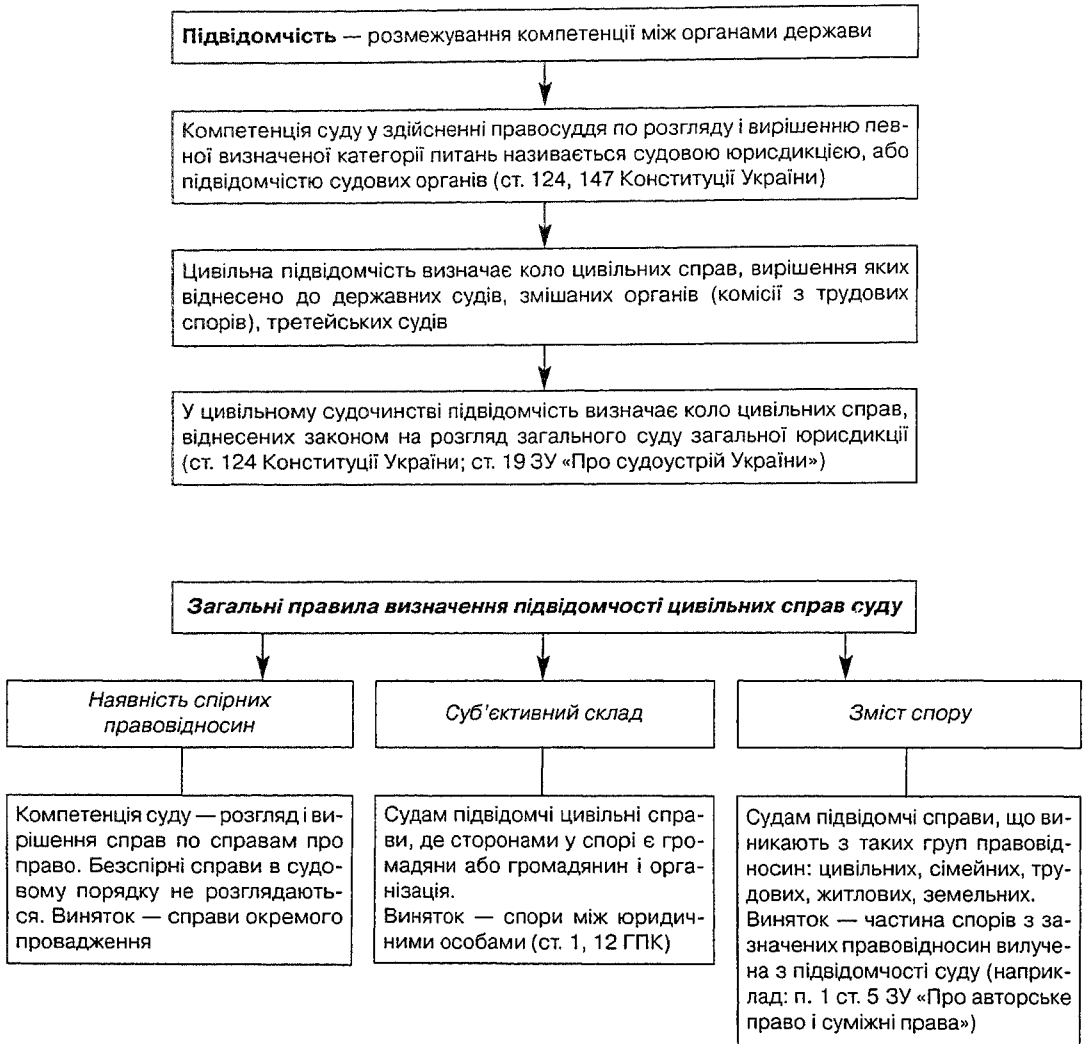 Підвідомчість — розмежування компетенції між органами держави
Компетенція суду у здійсненні правосуддя по розгляду і вирішенню пев-
ної визначеної категорії питань називається судовою юрисдикцією, або
підвідомчістю судових органів (ст. 124, 147 Конституції України)
Цивільна підвідомчість визначає коло цивільних справ, вирішення яких
віднесено до державних судів, змішаних органів (комісії з трудових
спорів), третейських судів
У цивільному судочинстві підвідомчість визначає коло цивільних справ,
віднесених законом на розгляд загального суду загальної юрисдикції
(ст. 124 Конституції України; ст. 19 ЗУ «Про судоустрій України»)
Загальні правила визначення підвідомчості цивільних справ суду
Наявність спірних
правовідносин
Компетенція суду — розгляд і ви-
рішення справ по справам про
право. Безспірні справи в судо-
вому порядку не розглядають-
ся. Виняток — справи окремого
провадження
Суб'єктивний склад
Судам підвідомчі цивільні спра-
ви, де сторонами у спорі є гро-
мадяни або громадянин і орга-
нізація.
Виняток — спори між юридич-
ними особами (ст. 1, 12 ГПК)
Зміст спору
Судам підвідомчі справи, що ви-
никають з таких груп правовід-
носин: цивільних, сімейних, тру-
дових, житлових, земельних.
Виняток — частина спорів з за-
значених правовідносин вилуче-
на з підвідомчості суду (наприк-
лад: п. 1 ст. 5 ЗУ «Про авторське
право і суміжні права»)